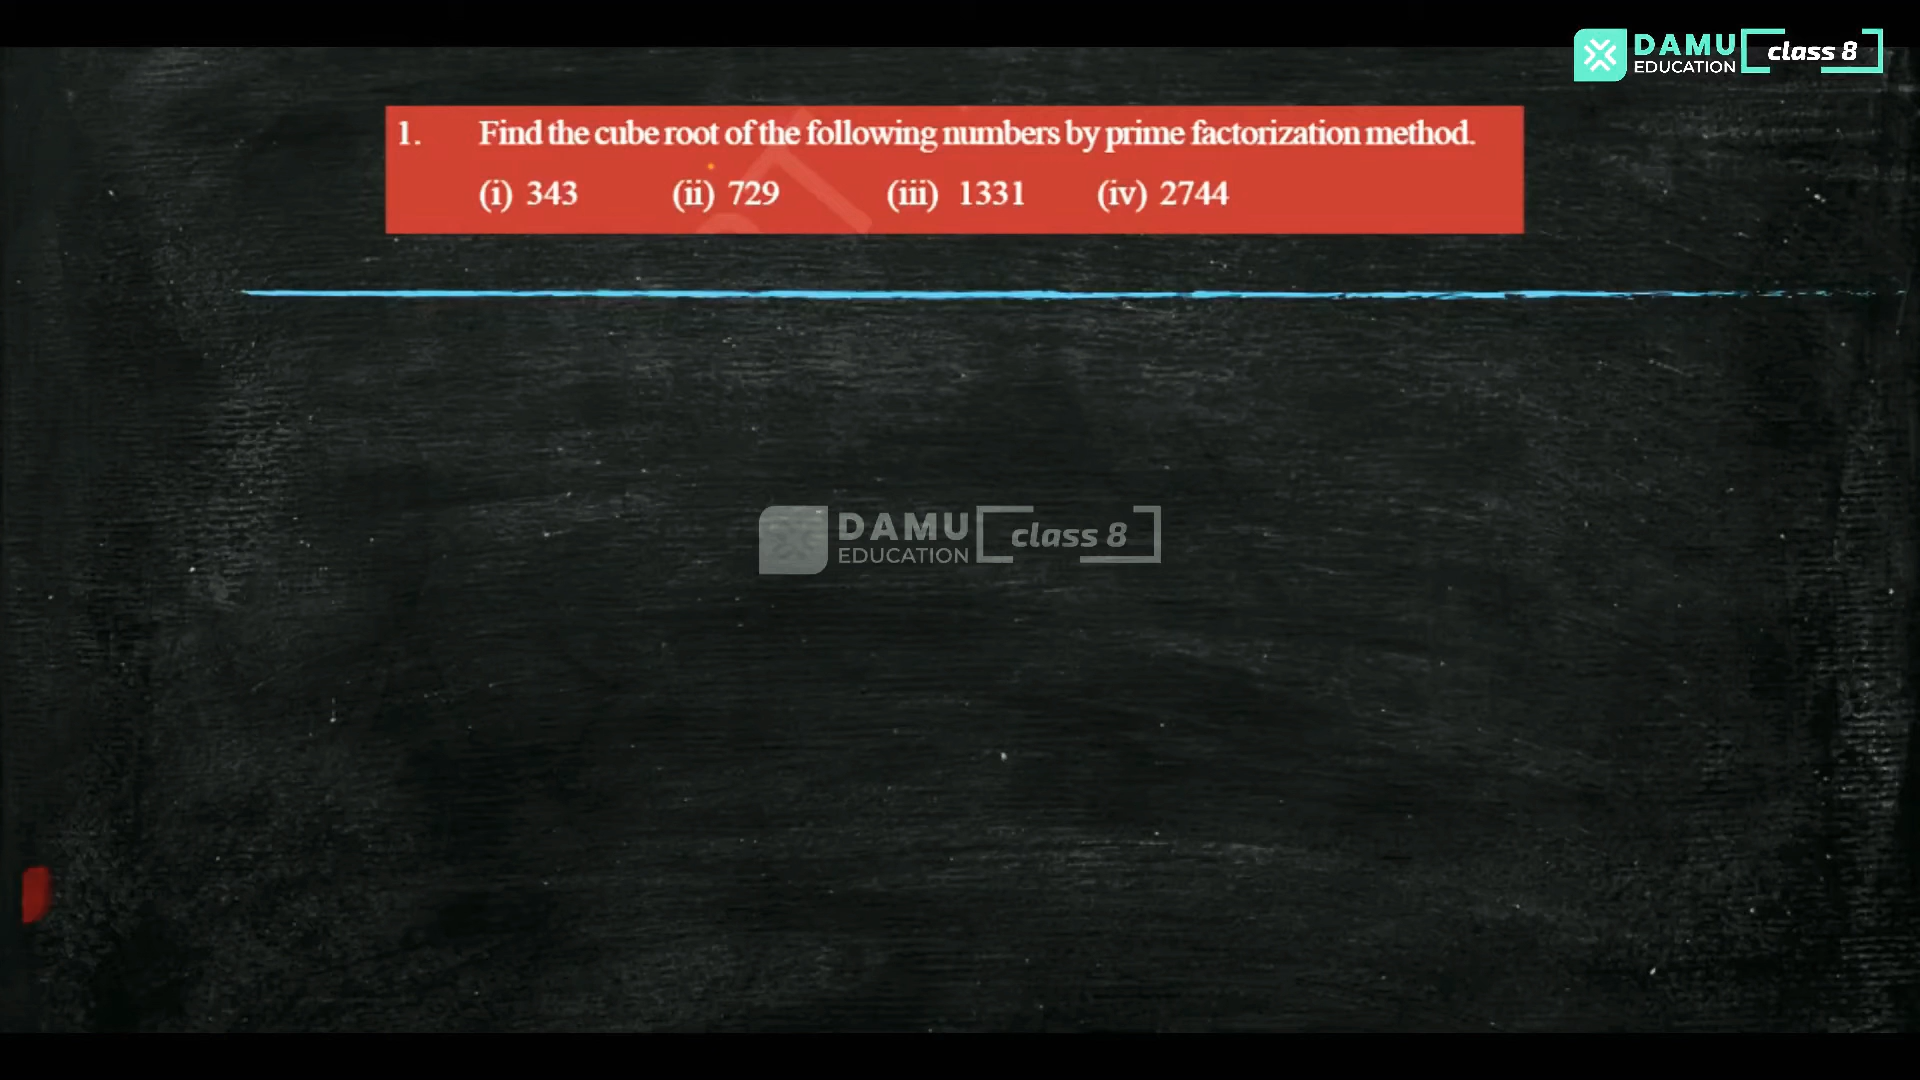 DAMU
EDUCATION
class 8
1. Find the cube root of the following numbers by prime factorization method.
(i) 343 (ii) 729 (iii) 1331 (iv) 2744
DAMU
EDUCATION
class 8